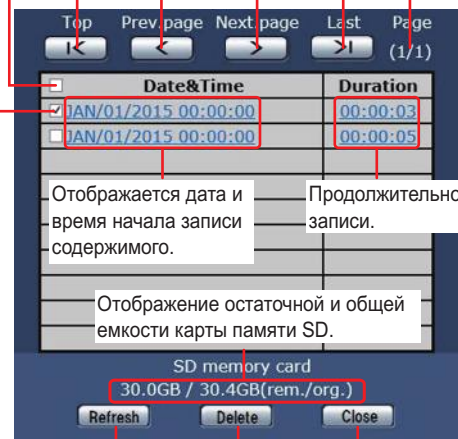 Top Prev.page Next.page Last Page
(1/1)
Date&Time Duration
JAN/01/2015 00:00:00 00:00:03
JAN/01/2015 00:00:00 00:00:05
Отображается дата и
время начала записи
содержимого.
Продолжительно
записи.
Отображение остаточной и общей
емкости карты памяти SD.
SD memory card
30.0GB / 30.4GB(rem./org.)
Refresh Delete Close